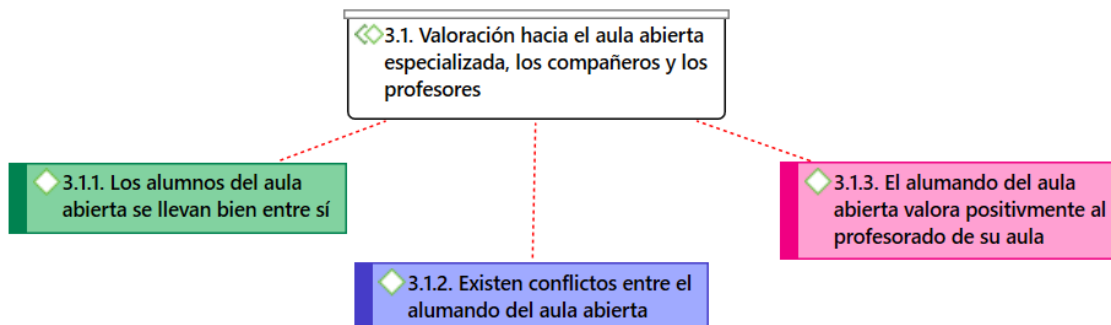 3.1. Valoración hacia el aula abierta
especializada, los compañeros y los
profesores
3.1.1. Los alumnos del aula
abierta se llevan bien entre sí
3.1.2. Existen conflictos entre el
alumando del aula abierta
3.1.3. El alumando del aula
abierta valora positivmente al
profesorado de su aula